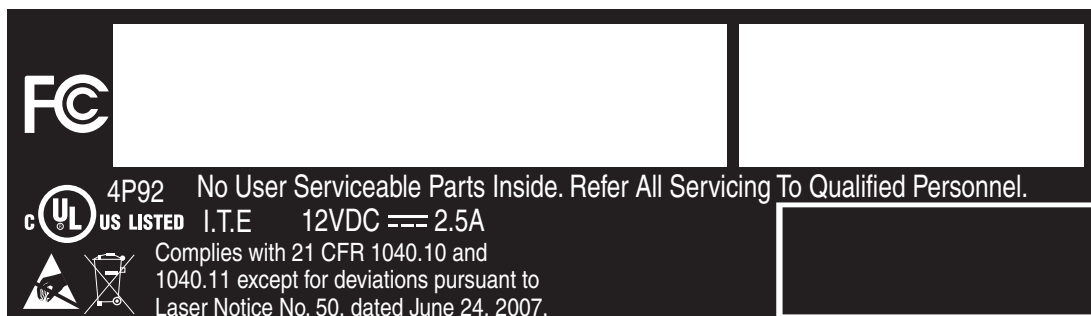 FC
4P92 No User Serviceable Parts Inside. Refer All Servicing To Qualified Personnel.
C UL US LISTED I.T.E 12VDC 2.5A
Complies with 21 CFR 1040.10 and
1040.11 except for deviations pursuant to
Laser Notice No. 50, dated June 24, 2007.